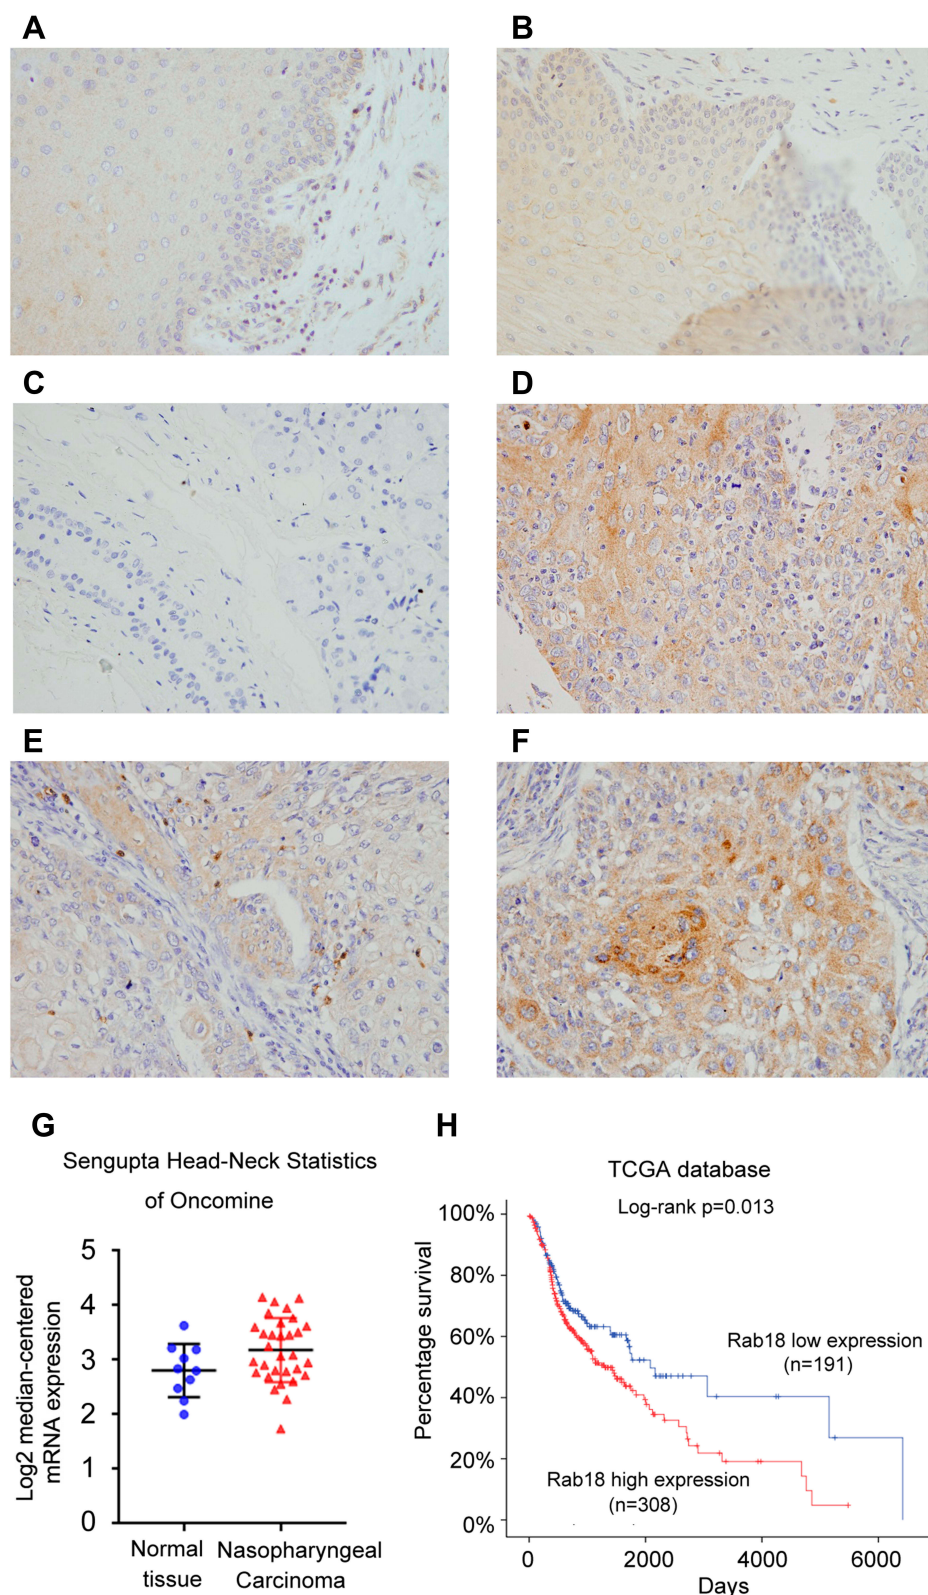 A
B
C
D
E
F
G
Sengupta Head-Neck Statistics
of Oncomine
Log2 median-centered
mRNA expression
5
4
3
2
1
0
Normal
tissue
Nasopharyngeal
Carcinoma
H
TCGA database
Log-rank p=0.013
Percentage survival
100%
80%
60%
40%
20%
0%
Rab18 low expression
(n=191)
Rab18 high expression
(n=308)
0
2000
4000
6000
Days